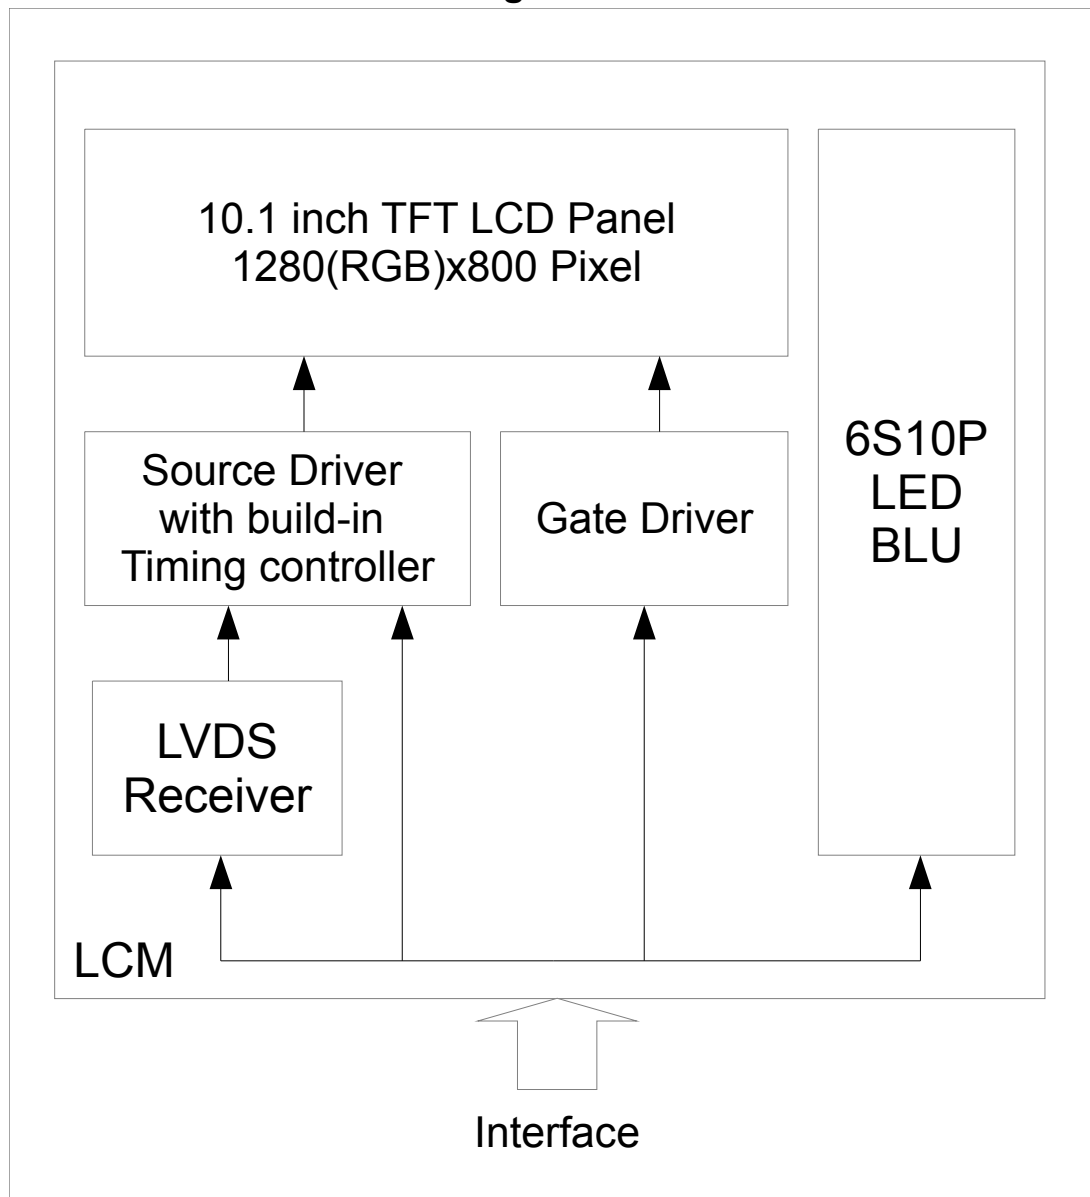 10.1 inch TFT LCD Panel
1280(RGB)x800 Pixel
Source Driver
with build-in
Timing controller
Gate Driver
6S10P
LED
BLU
LVDS
Receiver
LCM
Interface